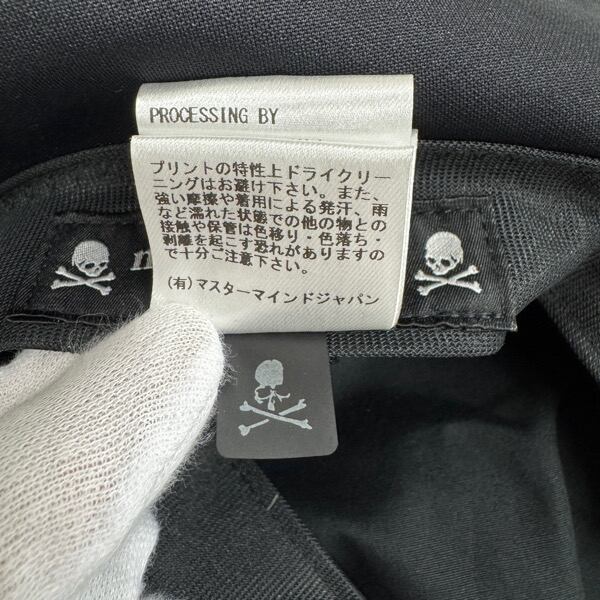 PROCESSING BY
プリントの特性上ドライクリー
ニングはお避け下さい。また、
強い摩擦や着用による発汗、雨
など濡れた状態での他の物との
接触や保管は色移り・色落ち・
剥離を起こす恐れがありますの
で十分ご注意下さい。
(有)マスターマインドジャパン